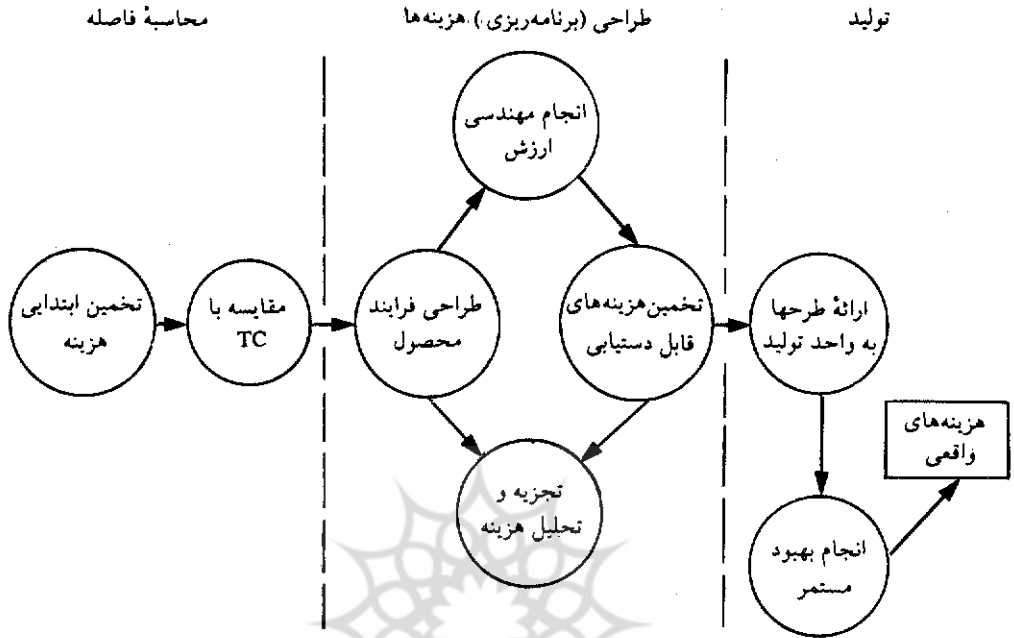 محاسبهٔ فاصله
طراحی (برنامه‌ریزی) هزینه‌ها
تولید
انجام مهندسی
ارزش
تخمین ابتدایی
هزینه
مقایسه با
TC
طراحی فرایند
محصول
تخمین‌هزینه‌های
قابل دستیابی
ارائهٔ طرحها
به واحد تولید
هزینه‌های
واقعی
تجزیه و
تحلیل هزینه
انجام بهبود
مستمر